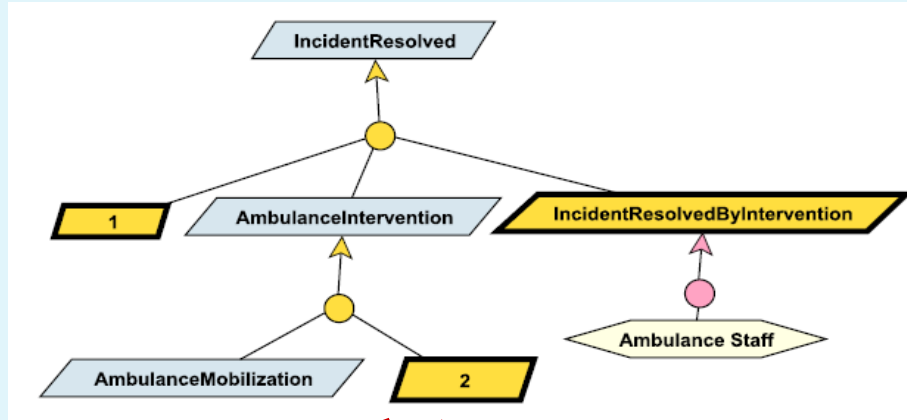 IncidentResolved
1
AmbulanceIntervention
IncidentResolvedByIntervention
Ambulance Staff
AmbulanceMobilization
2